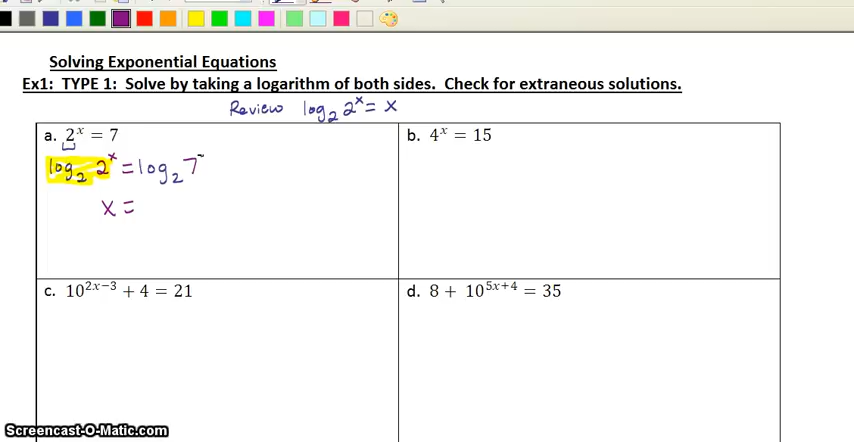 Solving Exponential Equations
Ex1: TYPE 1: Solve by taking a logarithm of both sides. Check for extraneous solutions.
Review log₂ 2ˣ = x
a. 2ˣ = 7
log₂ 2ˣ = log₂ 7
x =
b. 4ˣ = 15
c. 10²ˣ⁻³ + 4 = 21
d. 8 + 10⁵ˣ⁺⁴ = 35
Screencast-O-Matic.com